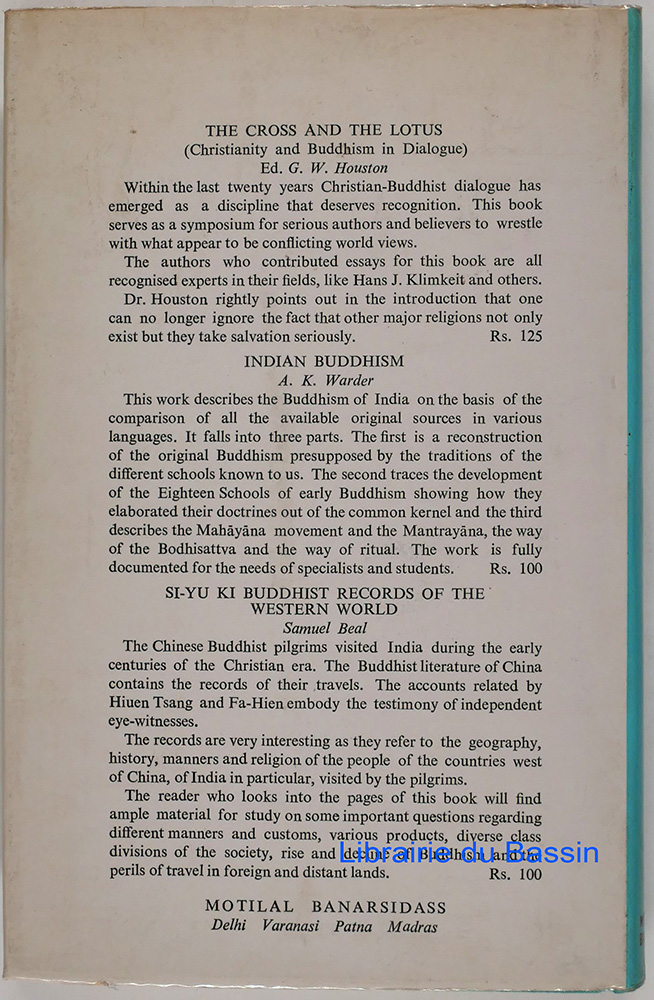 THE CROSS AND THE LOTUS
(Christianity and Buddhism in Dialogue)
Ed. G. W. Houston
Within the last twenty years Christian-Buddhist dialogue has
emerged as a discipline that deserves recognition. This book
serves as a symposium for serious authors and believers to wrestle
with what appear to be conflicting world views.
The authors who contributed essays for this book are all
recognised experts in their fields, like Hans J. Klimkeit and others.
Dr. Houston rightly points out in the introduction that one
can no longer ignore the fact that other major religions not only
exist but they take salvation seriously. Rs. 125
INDIAN BUDDHISM
A. K. Warder
This work describes the Buddhism of India on the basis of the
comparison of all the available original sources in various
languages. It falls into three parts. The first is a reconstruction
of the original Buddhism presupposed by the traditions of the
different schools known to us. The second traces the development
of the Eighteen Schools of early Buddhism showing how they
elaborated their doctrines out of the common kernel and the third
describes the Mahāyāna movement and the Mantrayāna, the way
of the Bodhisattva and the way of ritual. The work is fully
documented for the needs of specialists and students. Rs. 100
SI-YU KI BUDDHIST RECORDS OF THE
WESTERN WORLD
Samuel Beal
The Chinese Buddhist pilgrims visited India during the early
centuries of the Christian era. The Buddhist literature of China
contains the records of their travels. The accounts related by
Hiuen Tsang and Fa-Hien embody the testimony of independent
eye-witnesses.
The records are very interesting as they refer to the geography,
history, manners and religion of the people of the countries west
of China, of India in particular, visited by the pilgrims.
The reader who looks into the pages of this book will find
ample material for study on some important questions regarding
different manners and customs, various products, diverse class
divisions of the society, rise and decline of Buddhism and the
Librairie du Bassin
perils of travel in foreign and distant lands. Rs. 100
MOTILAL BANARSIDASS
Delhi Varanasi Patna Madras